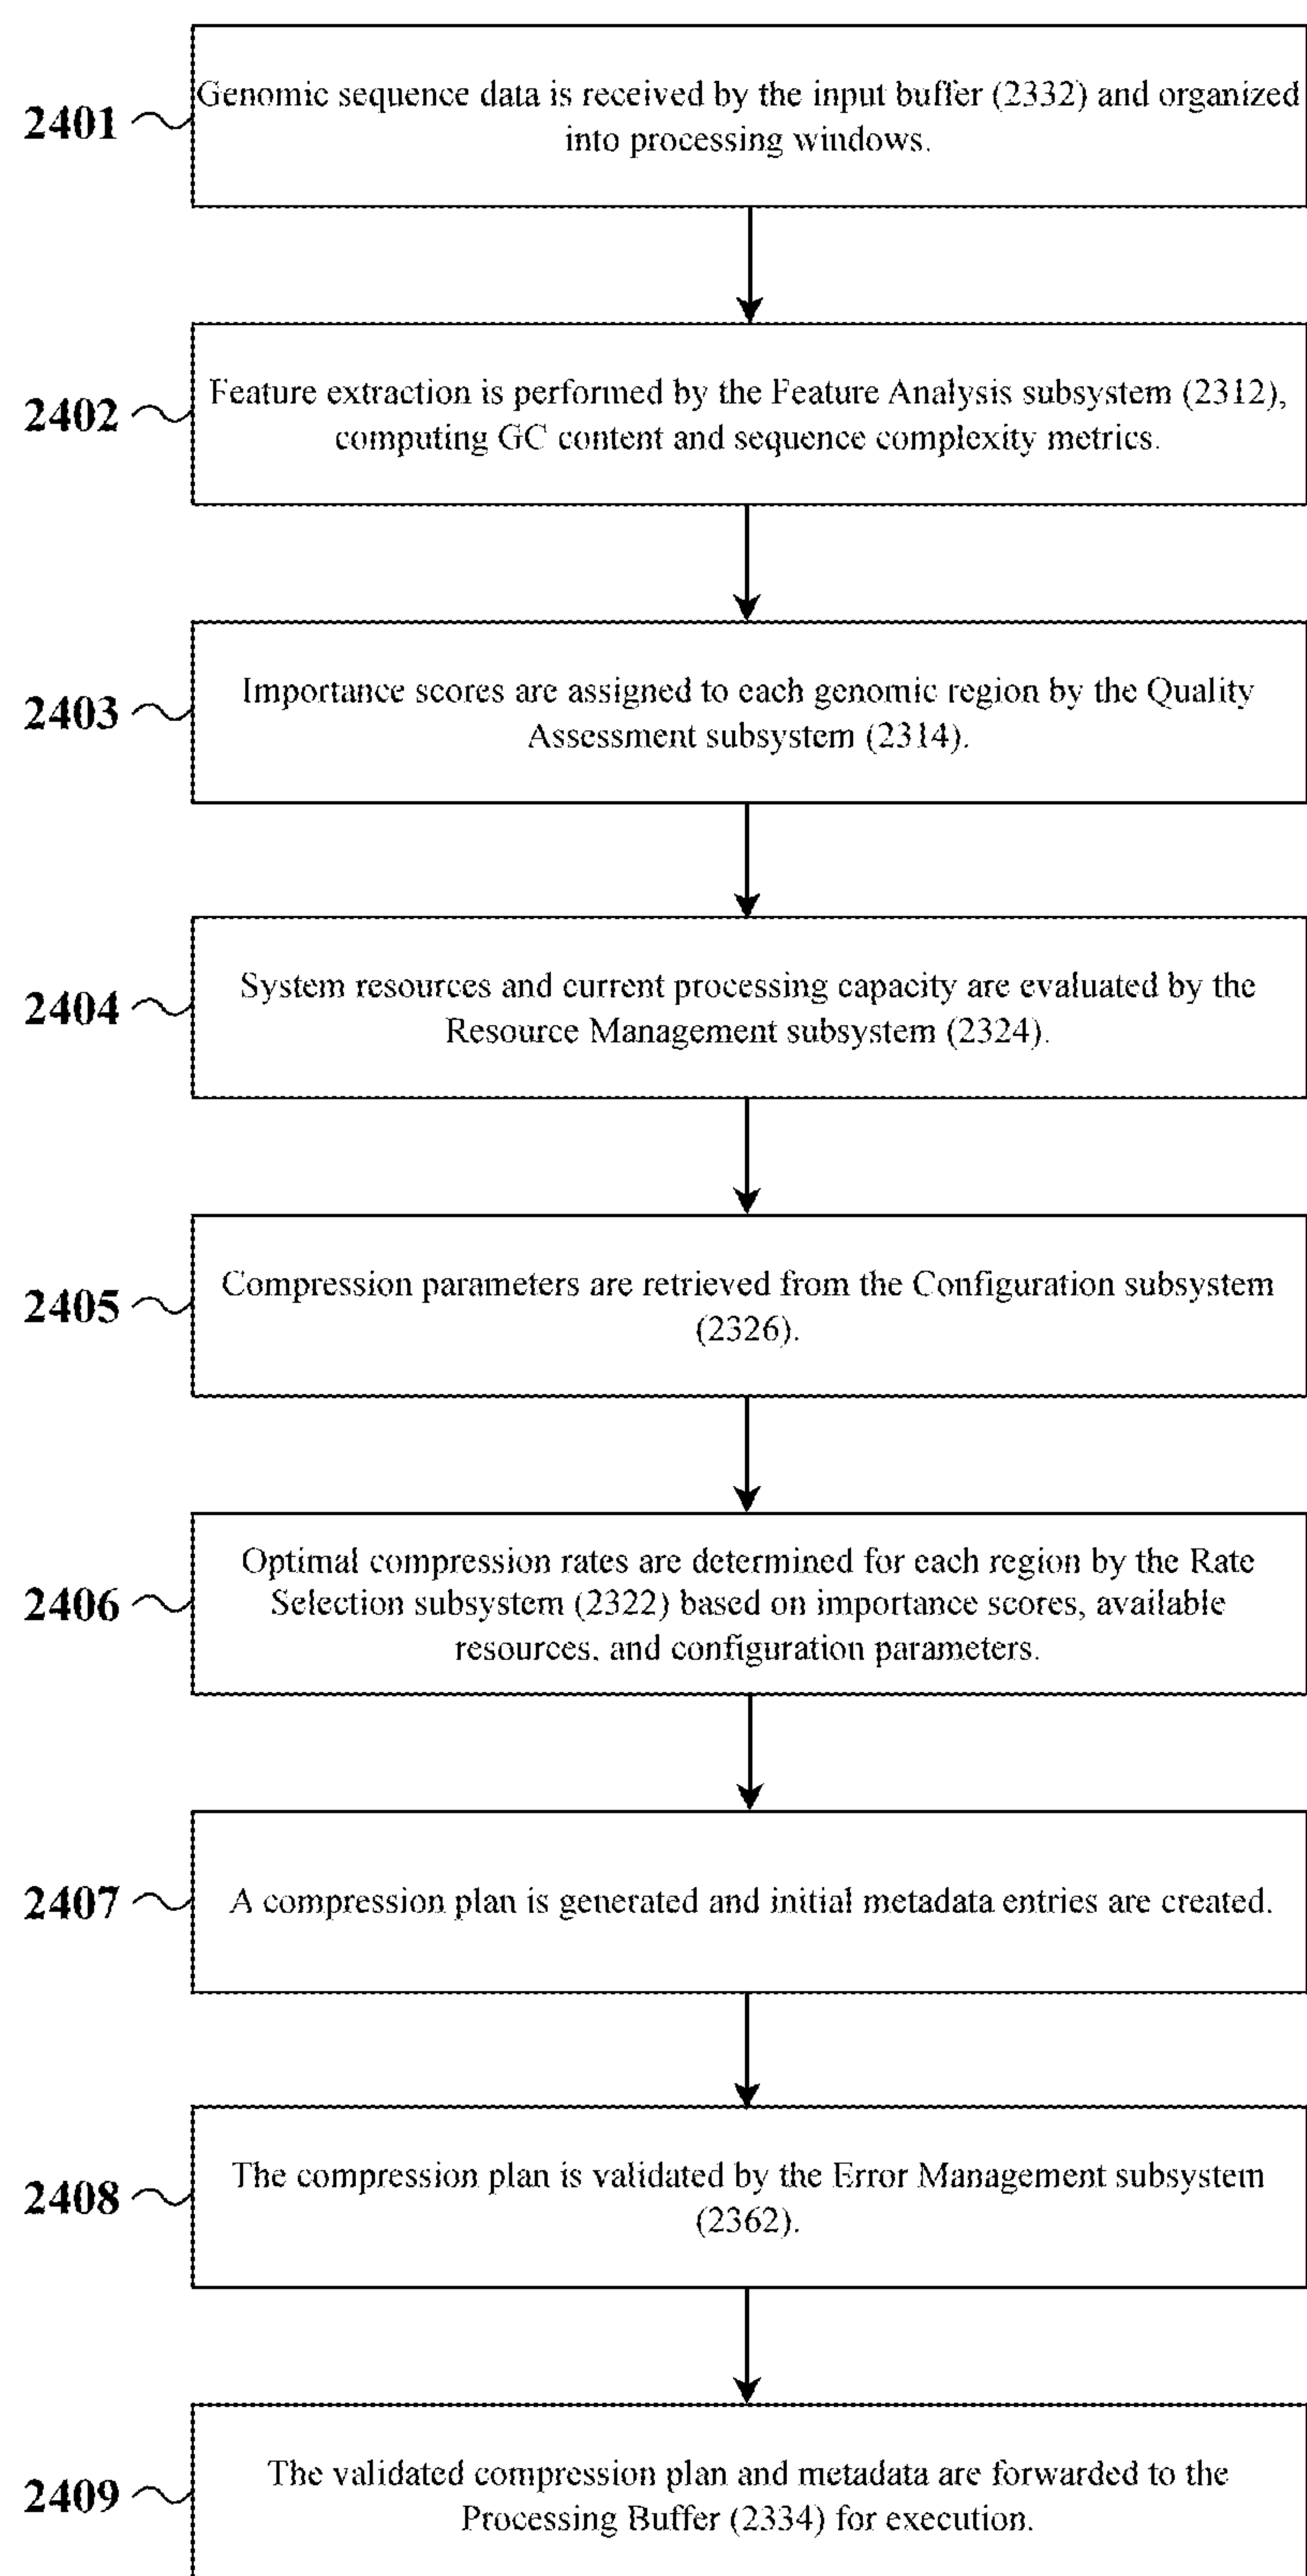 2401
Genomic sequence data is received by the input buffer (2332) and organized
into processing windows.
2402
Feature extraction is performed by the Feature Analysis subsystem (2312),
computing GC content and sequence complexity metrics.
2403
Importance scores are assigned to each genomic region by the Quality
Assessment subsystem (2314).
2404
System resources and current processing capacity are evaluated by the
Resource Management subsystem (2324).
2405
Compression parameters are retrieved from the Configuration subsystem
(2326).
2406
Optimal compression rates are determined for each region by the Rate
Selection subsystem (2322) based on importance scores, available
resources, and configuration parameters.
2407
A compression plan is generated and initial metadata entries are created.
2408
The compression plan is validated by the Error Management subsystem
(2362).
2409
The validated compression plan and metadata are forwarded to the
Processing Buffer (2334) for execution.